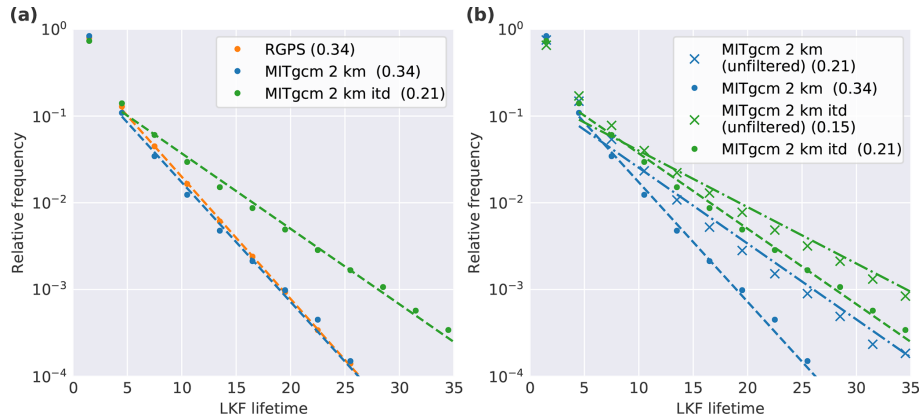 (a)
RGPS (0.34)
MITgcm 2 km (0.34)
MITgcm 2 km itd (0.21)
10^0
10^−1
10^−2
10^−3
10^−4
Relative frequency
0 5 10 15 20 25 30 35
LKF lifetime
(b)
MITgcm 2 km
(unfiltered) (0.21)
MITgcm 2 km (0.34)
MITgcm 2 km itd
(unfiltered) (0.15)
MITgcm 2 km itd (0.21)
10^0
10^−1
10^−2
10^−3
10^−4
Relative frequency
0 5 10 15 20 25 30 35
LKF lifetime